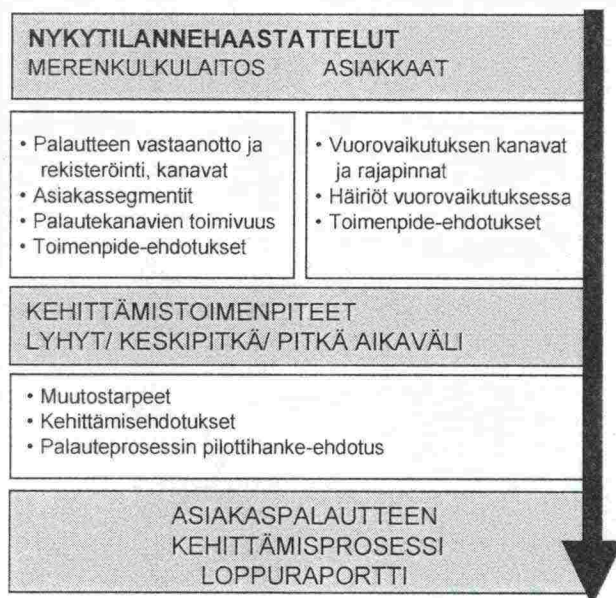 NYKYTILANNEHAASTATTELUT
MERENKULKULAITOS ASIAKKAAT
• Palautteen vastaanotto ja
rekisteröinti, kanavat
• Asiakassegmentit
• Palautekanavien toimivuus
• Toimenpide-ehdotukset
• Vuorovaikutuksen kanavat
ja rajapinnat
• Häiriöt vuorovaikutuksessa
• Toimenpide-ehdotukset
KEHITTÄMISTOIMENPITEET
LYHYT/ KESKIPITKÄ/ PITKÄ AIKAVÄLI
• Muutostarpeet
• Kehittämisehdotukset
• Palauteprosessin pilottihanke-ehdotus
ASIAKASPALAUTTEEN
KEHITTÄMISPROSESSI
LOPPURAPORTTI